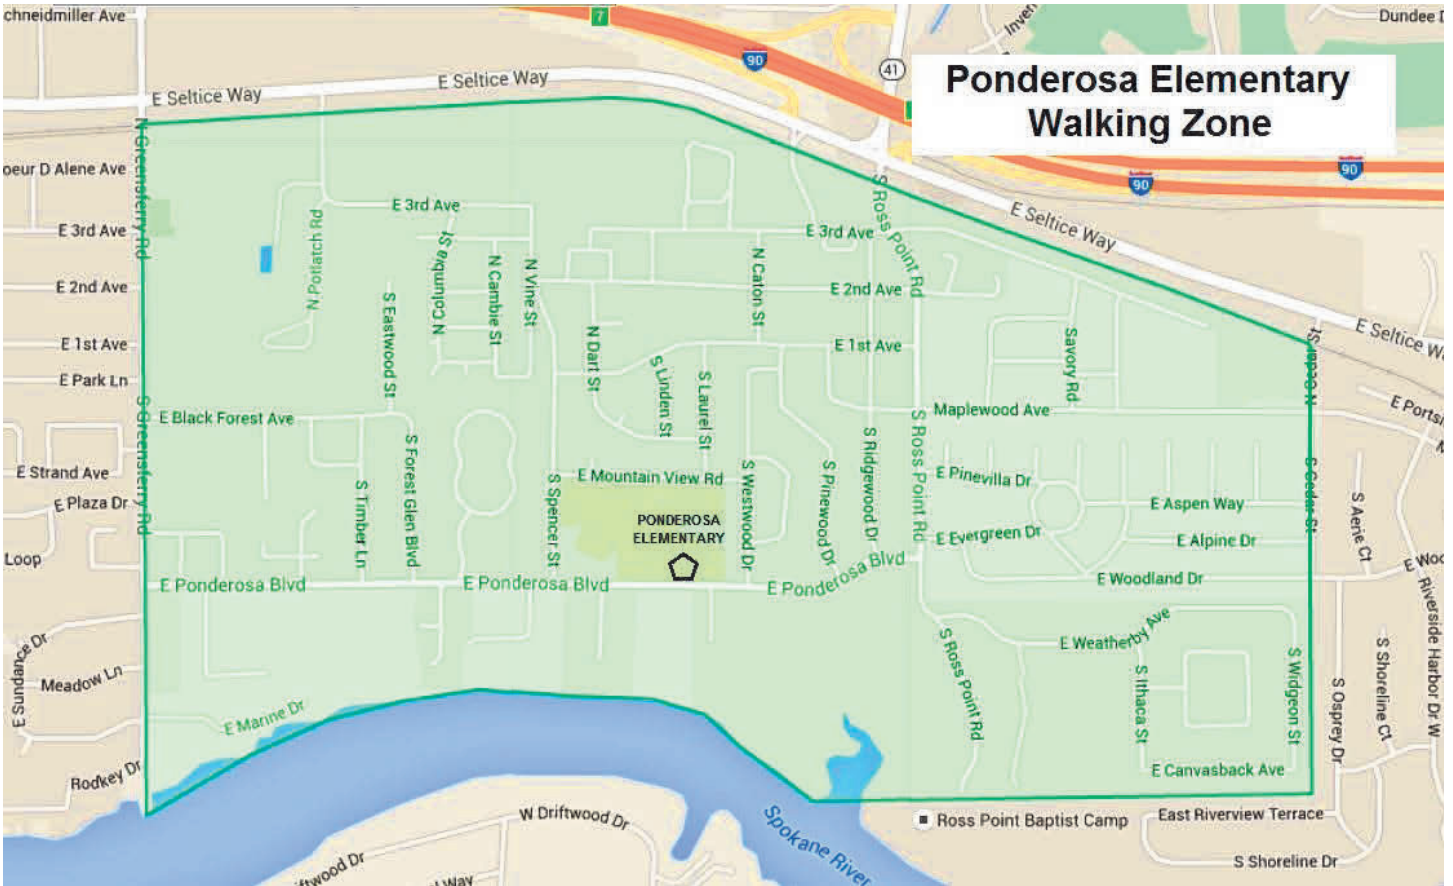 chneidmiller Ave
7
90
41
Inver
Dundee D
Ponderosa Elementary
Walking Zone
E Seltice Way
E Seltice Way
90
90
E Seltice Way
E Seltice W
oeur D Alene Ave
N Greensferry Rd
E 3rd Ave
E 2nd Ave
E 1st Ave
E Park Ln
S Greensferry Rd
E Strand Ave
E Plaza Dr
Loop
E Sundance Dr
Meadow Ln
Rodkey Dr
N Potlatch Rd
E 3rd Ave
N Columbia St
N Cambie St
N Vine St
S Eastwood St
N Dart St
S Linden St
S Laurel St
N Caton St
E 3rd Ave
E 2nd Ave
E 1st Ave
S Ross Point Rd
Savory Rd
Maplewood Ave
N Cedar St
E Black Forest Ave
S Timber Ln
S Forest Glen Blvd
S Spencer St
E Mountain View Rd
PONDEROSA
ELEMENTARY
S Westwood Dr
S Pinewood Dr
S Ridgewood Dr
S Ross Point Rd
E Pinevilla Dr
E Evergreen Dr
E Aspen Way
E Alpine Dr
E Woodland Dr
S Cedar St
S Aerie Ct
E Ports
E Woo
E Ponderosa Blvd
E Ponderosa Blvd
E Ponderosa Blvd
E Marine Dr
S Ross Point Rd
E Weatherby Ave
S Ithaca St
S Widgeon St
E Canvasback Ave
S Osprey Dr
S Shoreline Ct
Riverside Harbor Dr W
East Riverview Terrace
S Shoreline Dr
Ross Point Baptist Camp
Spokane River
W Driftwood Dr
iftwood Dr
Way